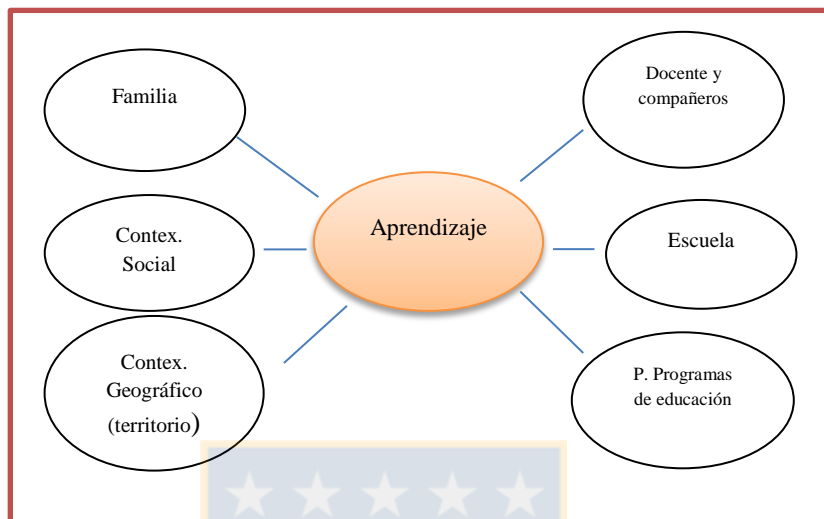 Familia
Contex.
Social
Contex.
Geográfico
(territorio)
Aprendizaje
Docente y
compañeros
Escuela
P. Programas
de educación